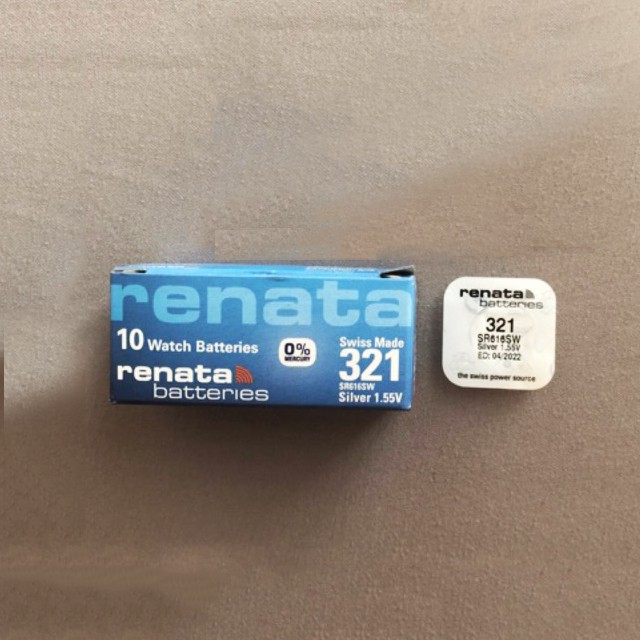 renata
10 Watch Batteries
0%
MERCURY
Swiss Made
321
SR616SW
Silver 1.55V
renata
batteries
renata
batteries
321
SR616SW
Silver 1.55V
ED: 04/2022
the swiss power source